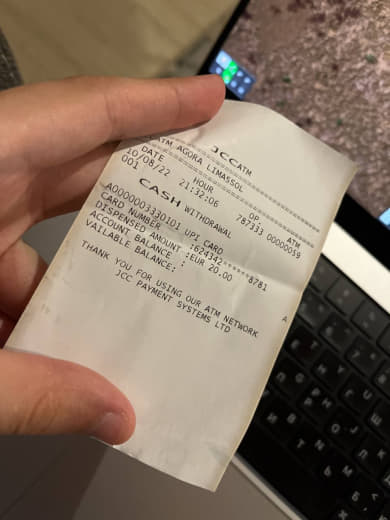 JCCATM
ATM AGORA LIMASSOL
DATE HOUR OP. ATM
10/08/22 21:32:06 787333 00000059
001
CASH WITHDRAWAL
A0000003330101 UPI CARD A
CARD NUMBER :624342******8781
DISPENSED AMOUNT :EUR 20.00
ACCOUNT BALANCE :
VAILABLE BALANCE:
THANK YOU FOR USING OUR ATM NETWORK
JCC PAYMENT SYSTEMS LTD